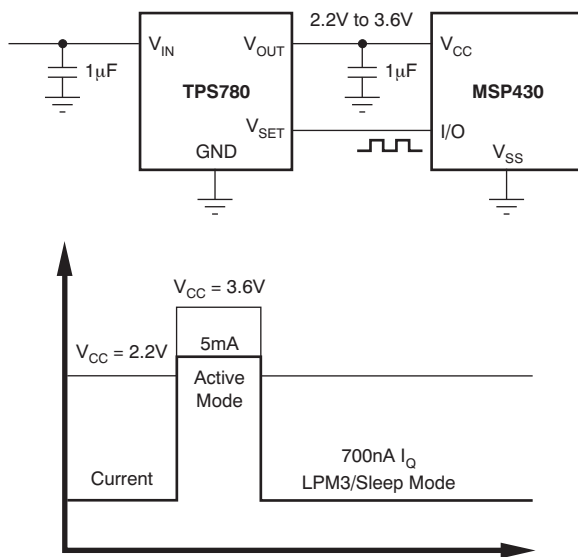 2.2V to 3.6V
V_IN V_OUT V_CC
1μF 1μF
TPS780 MSP430
V_SET I/O
GND V_SS
V_CC = 3.6V
V_CC = 2.2V 5mA
Active
Mode
700nA I_Q
Current LPM3/Sleep Mode